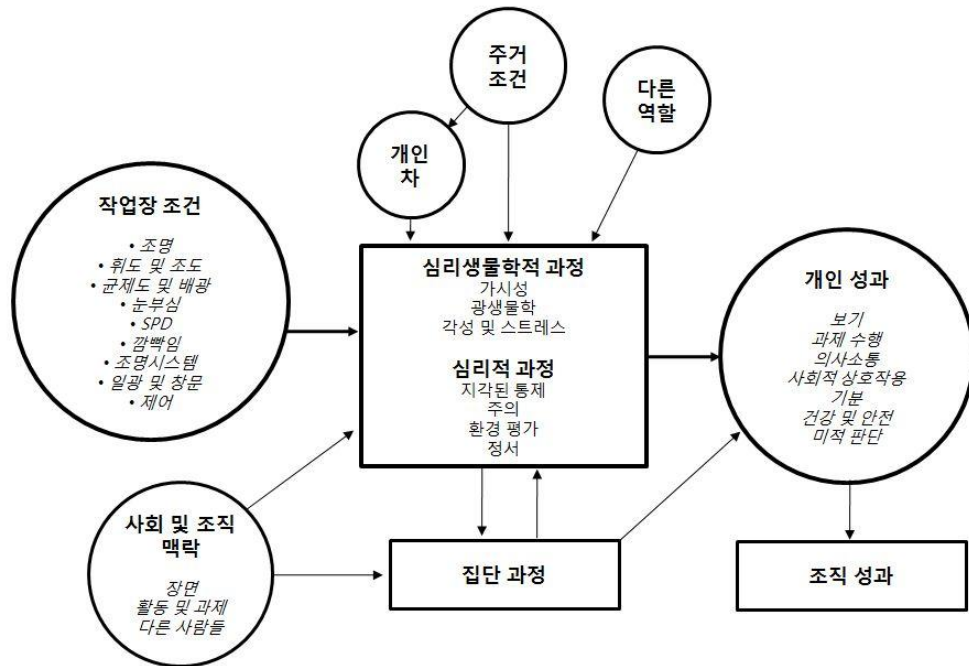 주거
조건
다른
역할
개인
차
작업장 조건
• 조명
• 휘도 및 조도
• 균제도 및 배광
• 눈부심
• SPD
• 깜빡임
• 조명시스템
• 일광 및 창문
• 제어
심리생물학적 과정
가시성
광생물학
각성 및 스트레스
심리적 과정
지각된 통제
주의
환경 평가
정서
개인 성과
보기
과제 수행
의사소통
사회적 상호작용
기분
건강 및 안전
미적 판단
사회 및 조직
맥락
장면
활동 및 과제
다른 사람들
집단 과정
조직 성과